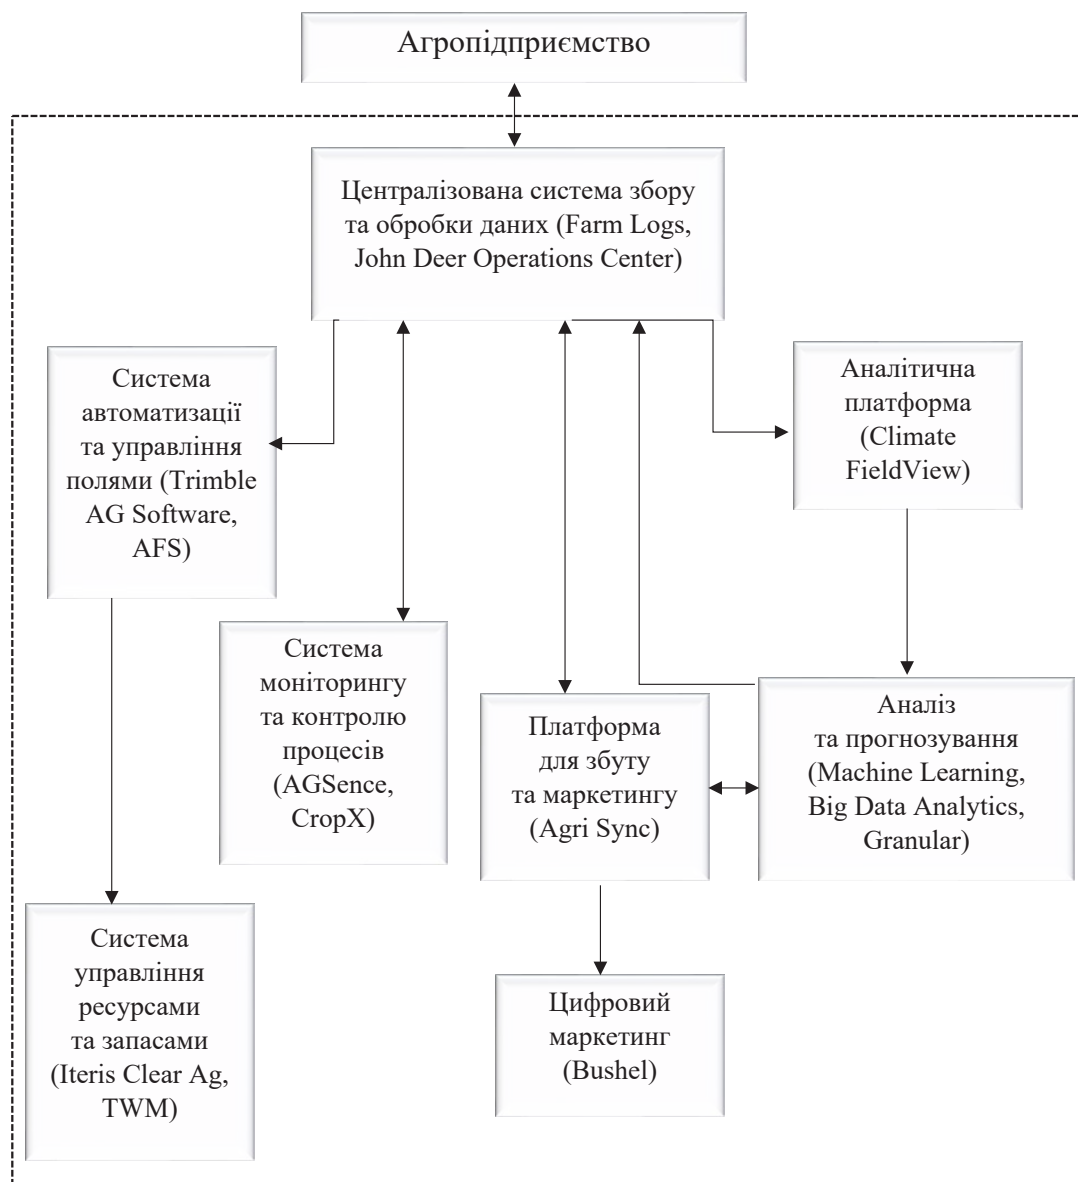 Агропідприємство
Централізована система збору
та обробки даних (Farm Logs,
John Deer Operations Center)
Система
автоматизації
та управління
полями (Trimble
AG Software,
AFS)
Аналітична
платформа
(Climate
FieldView)
Система
моніторингу
та контролю
процесів
(AGSence,
CropX)
Платформа
для збуту
та маркетингу
(Agri Sync)
Аналіз
та прогнозування
(Machine Learning,
Big Data Analytics,
Granular)
Система
управління
ресурсами
та запасами
(Iteris Clear Ag,
TWM)
Цифровий
маркетинг
(Bushel)